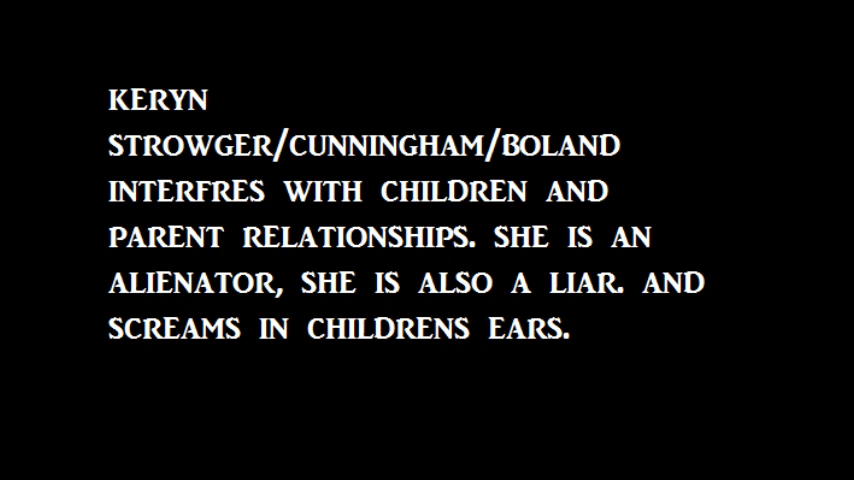 KERYN
STROWGER/CUNNINGHAM/BOLAND
INTERFRES WITH CHILDREN AND
PARENT RELATIONSHIPS. SHE IS AN
ALIENATOR, SHE IS ALSO A LIAR. AND
SCREAMS IN CHILDRENS EARS.